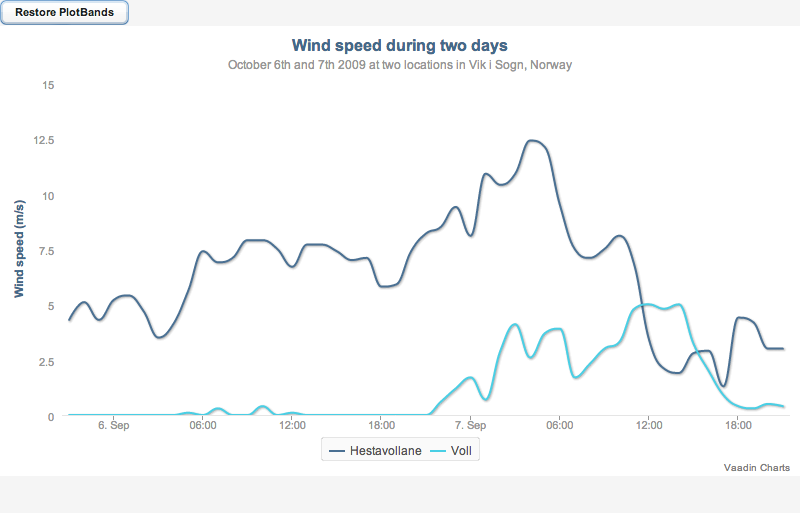 Restore PlotBands
Wind speed during two days
October 6th and 7th 2009 at two locations in Vik i Sogn, Norway
Wind speed (m/s)
15
12.5
10
7.5
5
2.5
0
6. Sep 06:00 12:00 18:00 7. Sep 06:00 12:00 18:00
Hestavollane Voll
Vaadin Charts